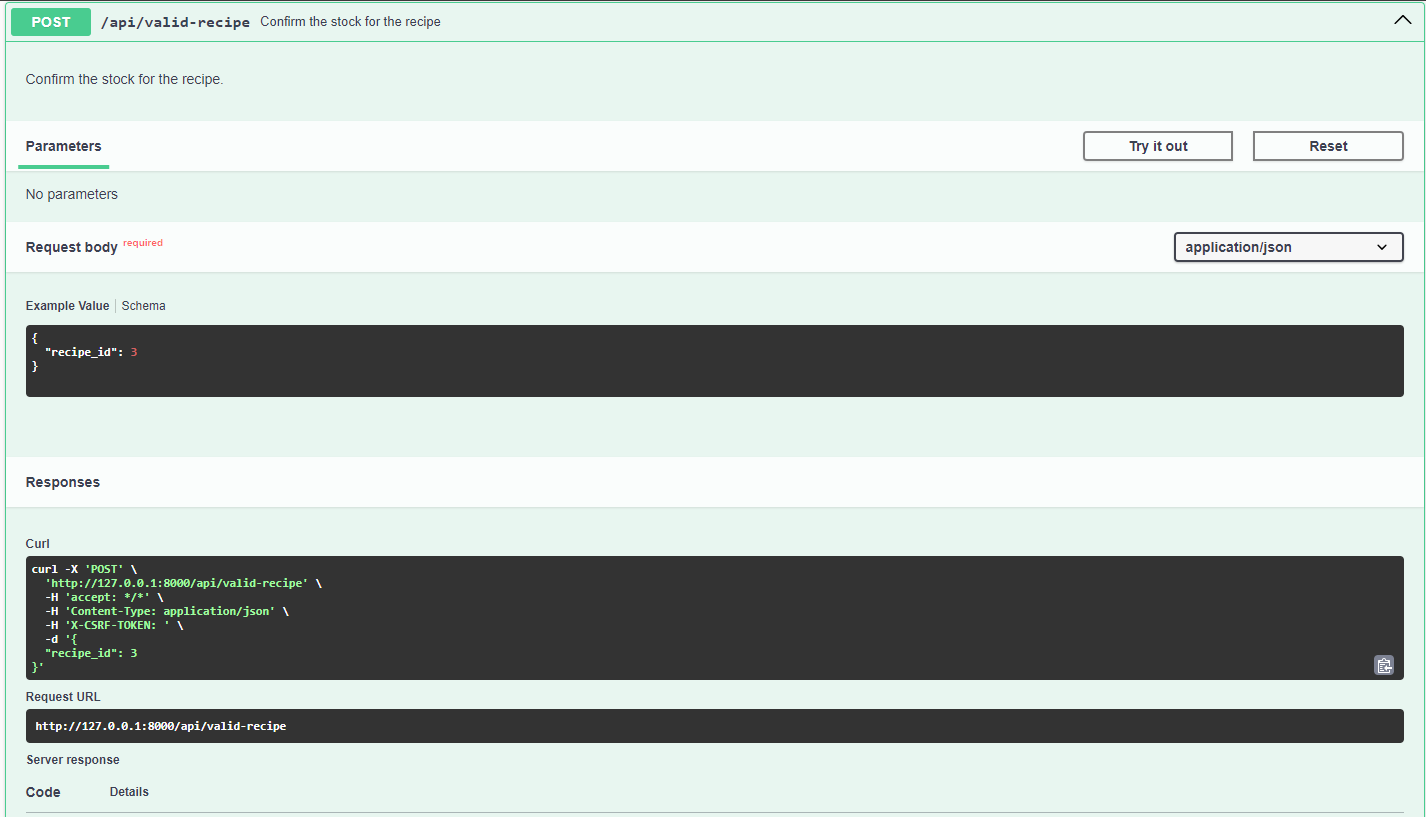 POST /api/valid-recipe Confirm the stock for the recipe
Confirm the stock for the recipe.
Parameters Try it out Reset
No parameters
Request body required application/json
Example Value Schema
{
"recipe_id": 3
}
Responses
Curl
curl -X 'POST' \
'http://127.0.0.1:8000/api/valid-recipe' \
-H 'accept: */*' \
-H 'Content-Type: application/json' \
-H 'X-CSRF-TOKEN: ' \
-d '{
"recipe_id": 3
}'
Request URL
http://127.0.0.1:8000/api/valid-recipe
Server response
Code Details